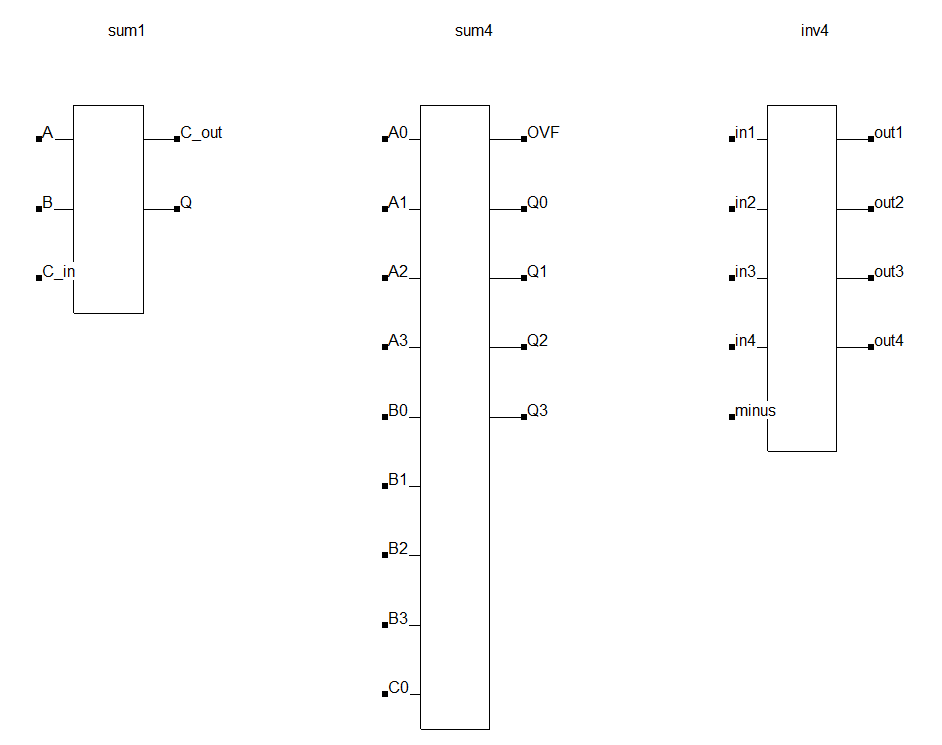 sum1
sum4
inv4
A
C_out
A0
OVF
in1
out1
B
Q
A1
Q0
in2
out2
C_in
A2
Q1
in3
out3
A3
Q2
in4
out4
B0
Q3
minus
B1
B2
B3
C0